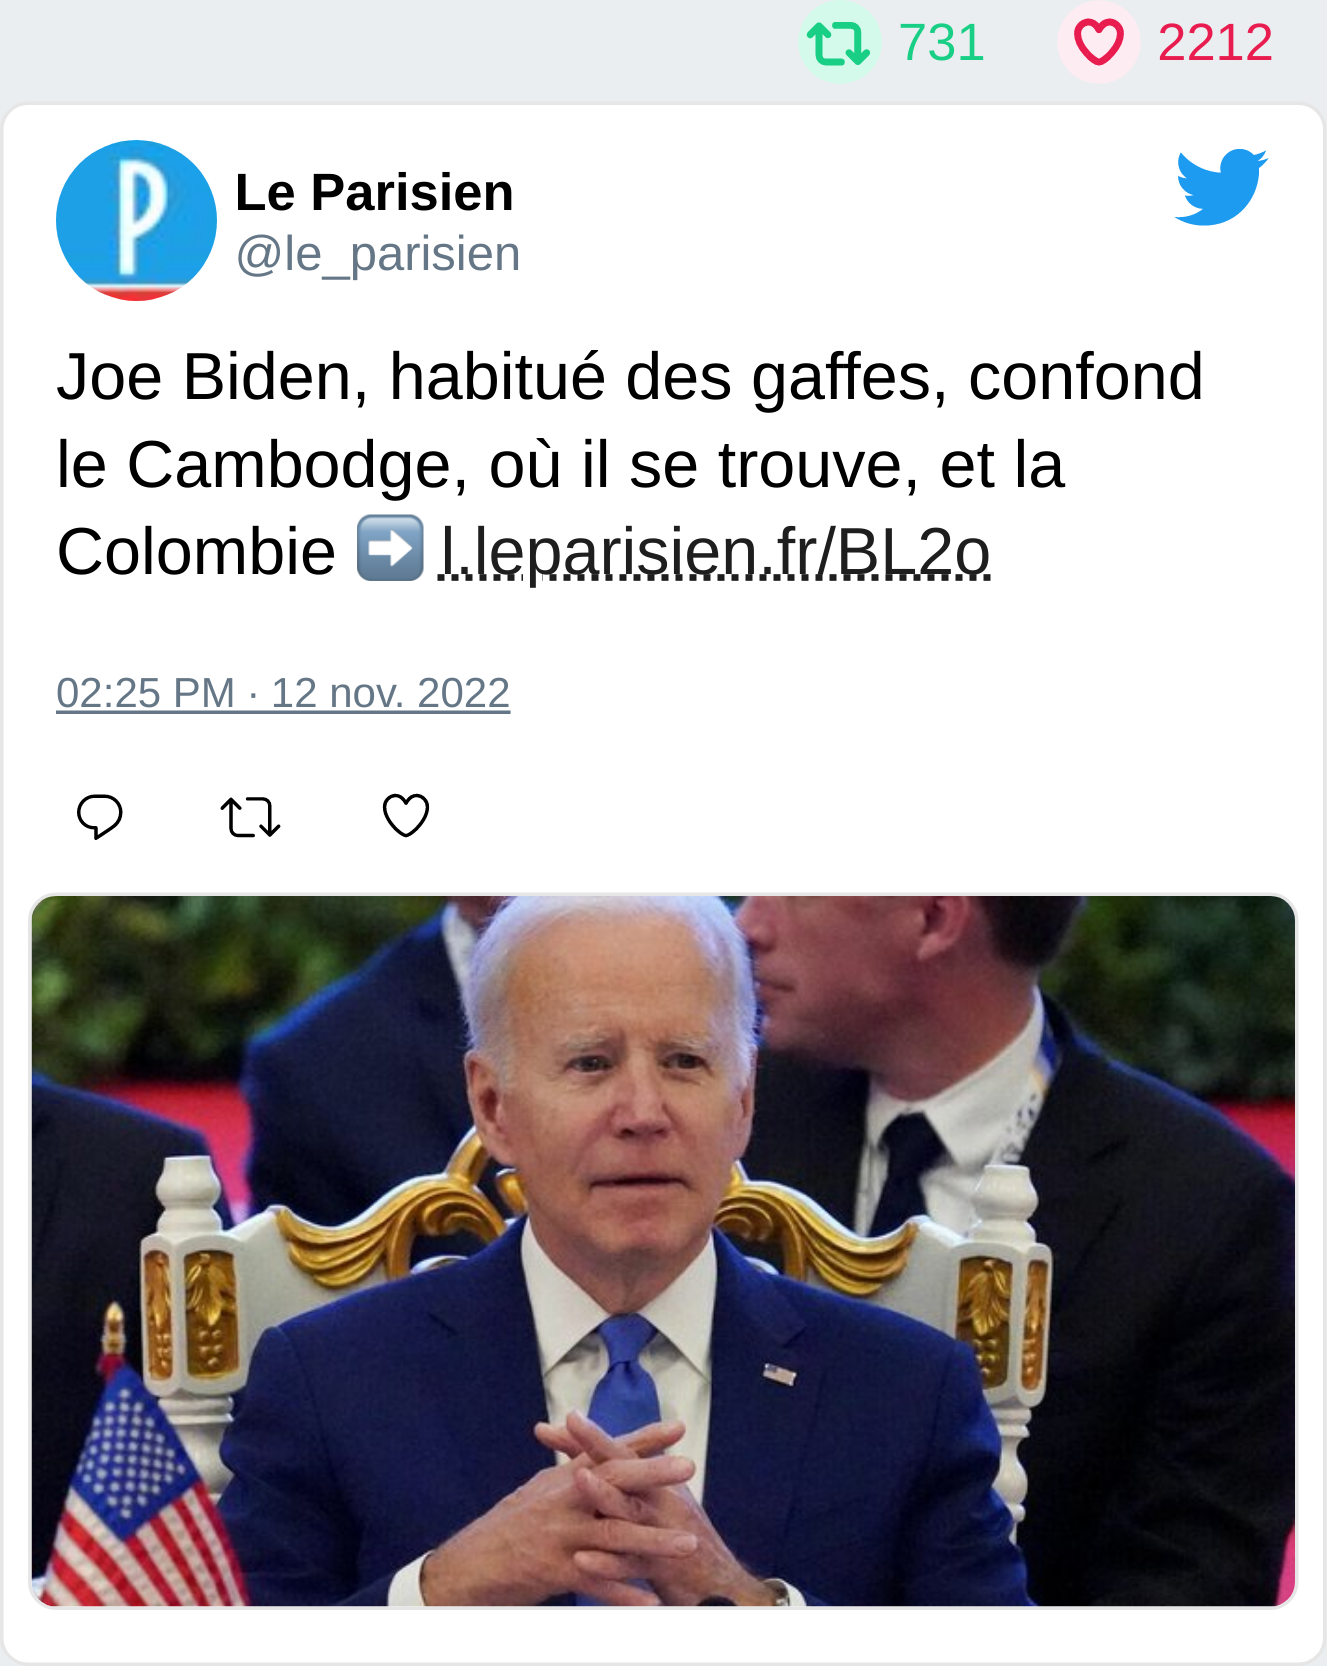 731 2212
P
Le Parisien
@le_parisien
Joe Biden, habitué des gaffes, confond
le Cambodge, où il se trouve, et la
Colombie ➡️ l.leparisien.fr/BL2o
02:25 PM · 12 nov. 2022